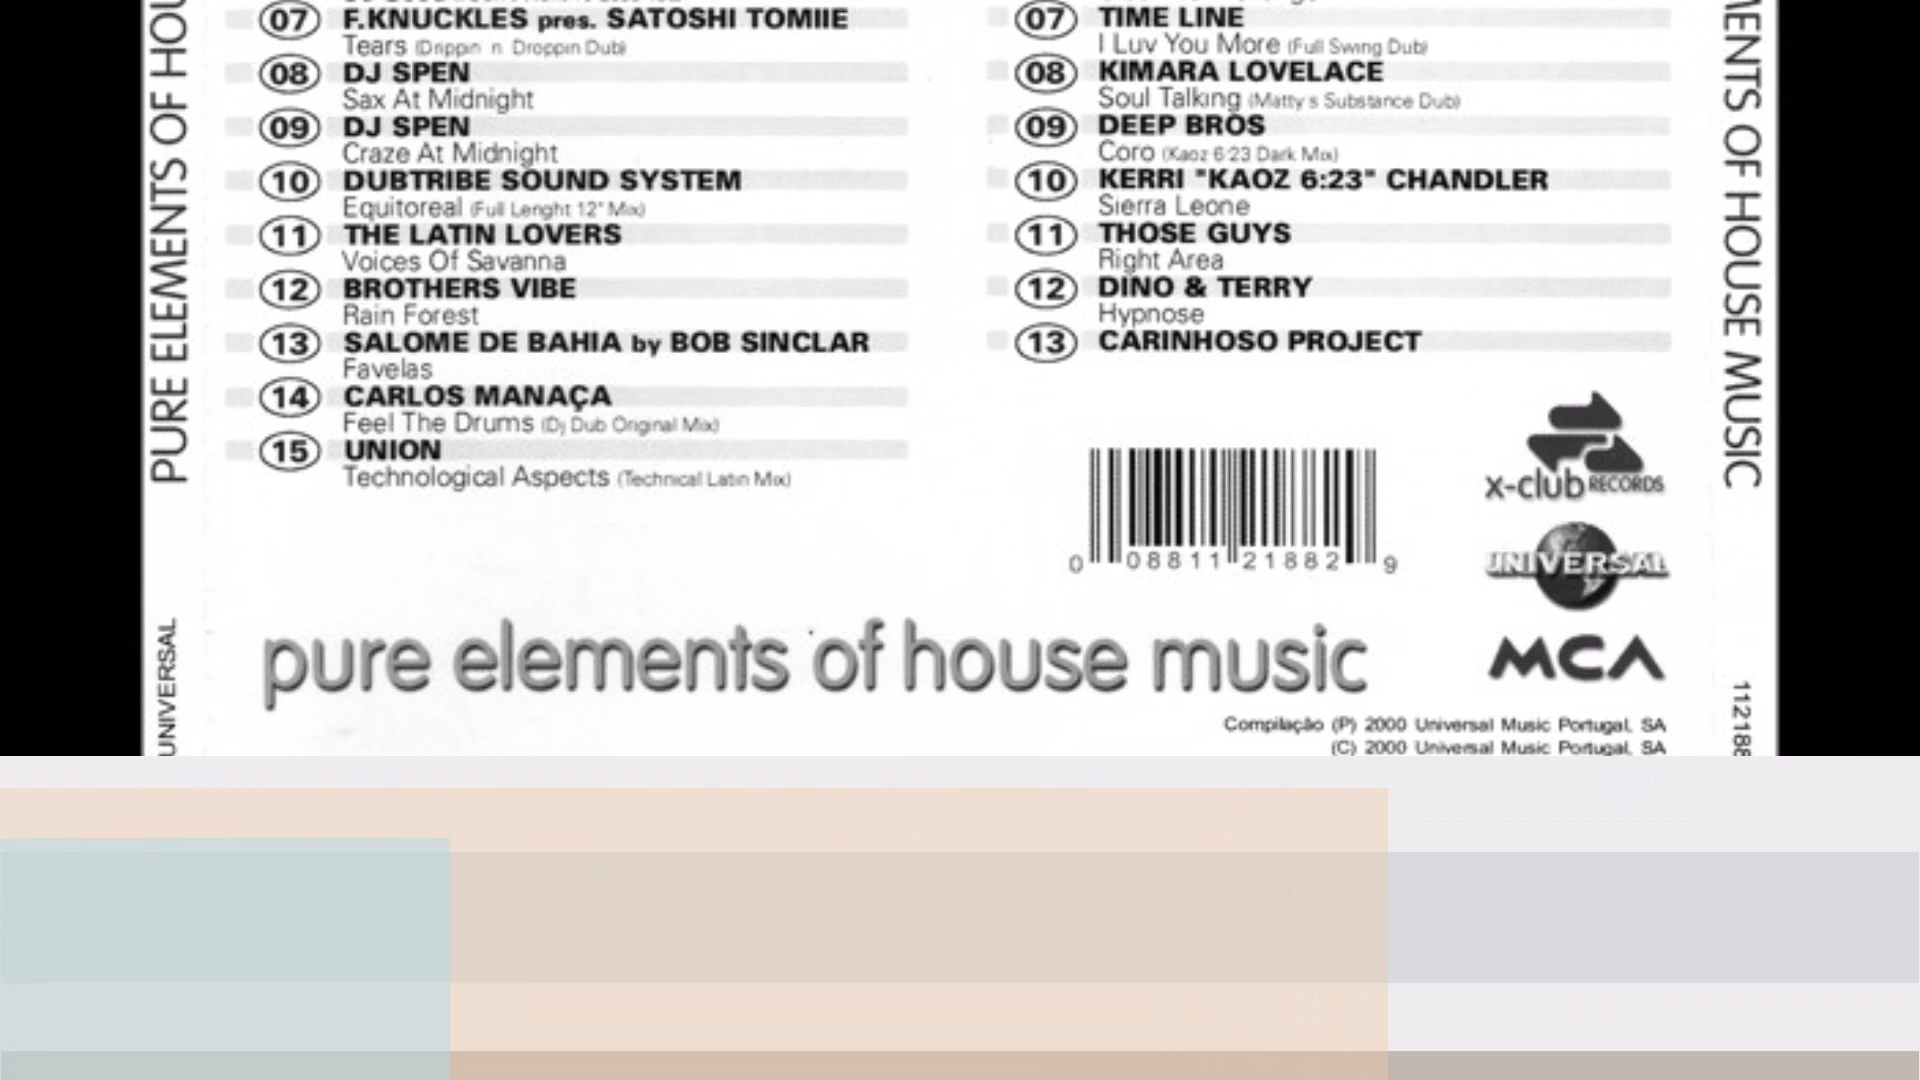 PURE ELEMENTS OF HOU
UNIVERSAL
07 F.KNUCKLES pres. SATOSHI TOMIIE
Tears (Drippin n Droppin Dub)
08 DJ SPEN
Sax At Midnight
09 DJ SPEN
Craze At Midnight
10 DUBTRIBE SOUND SYSTEM
Equitoreal (Full Lenght 12" Mix)
11 THE LATIN LOVERS
Voices Of Savanna
12 BROTHERS VIBE
Rain Forest
13 SALOME DE BAHIA by BOB SINCLAR
Favelas
14 CARLOS MANAÇA
Feel The Drums (Dj Dub Original Mix)
15 UNION
Technological Aspects (Technical Latin Mix)
07 TIME LINE
I Luv You More (Full Swing Dub)
08 KIMARA LOVELACE
Soul Talking (Matty's Substance Dub)
09 DEEP BROS
Coro (Kaoz 6:23 Dark Mix)
10 KERRI "KAOZ 6:23" CHANDLER
Sierra Leone
11 THOSE GUYS
Right Area
12 DINO & TERRY
Hypnose
13 CARINHOSO PROJECT
0 08811 21882 9
x-club RECORDS
UNIVERSAL
MCA
pure elements of house music
Compilação (P) 2000 Universal Music Portugal, SA
(C) 2000 Universal Music Portugal, SA
MENTS OF HOUSE MUSIC
112188